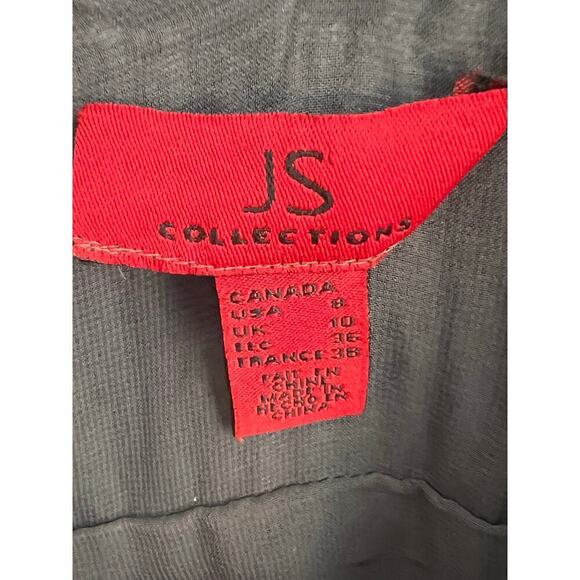 JS
COLLECTIONS
CANADA
USA 8
UK 10
EEC 36
FRANCE 38
FAIT EN
CHINE
MADE IN
HECHO EN
CHINA